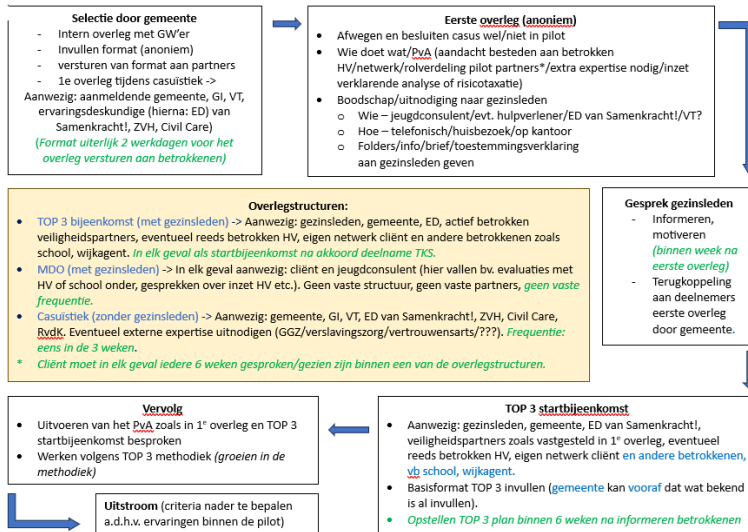 Selectie door gemeente
- Intern overleg met GW'er
- Invullen format (anoniem)
- versturen van format aan partners
- 1e overleg tijdens casuïstiek ->
Aanwezig: aanmeldende gemeente, GI, VT,
ervaringsdeskundige (hierna: ED) van
Samenkracht!, ZVH, Civil Care)
(Format uiterlijk 2 werkdagen voor het
overleg versturen aan betrokkenen)
Eerste overleg (anoniem)
• Afwegen en besluiten casus wel/niet in pilot
• Wie doet wat/PvA (aandacht besteden aan betrokken
HV/netwerk/rolverdeling pilot partners*/extra expertise nodig/inzet
verklarende analyse of risicotaxatie)
• Boodschap/uitnodiging naar gezinsleden
o Wie – jeugdconsulent/evt. hulpverlener/ED van Samenkracht!/VT?
o Hoe – telefonisch/huisbezoek/op kantoor
o Folders/info/brief/toestemmingsverklaring
aan gezinsleden geven
Overlegstructuren:
• TOP 3 bijeenkomst (met gezinsleden) -> Aanwezig: gezinsleden, gemeente, ED, actief betrokken
veiligheidspartners, eventueel reeds betrokken HV, eigen netwerk cliënt en andere betrokkenen zoals
school, wijkagent. In elk geval als startbijeenkomst na akkoord deelname TKS.
• MDO (met gezinsleden) -> In elk geval aanwezig: cliënt en jeugdconsulent (hier vallen bv. evaluaties met
HV of school onder, gesprekken over inzet HV etc.). Geen vaste structuur, geen vaste partners, geen vaste
frequentie.
• Casuïstiek (zonder gezinsleden) -> Aanwezig: gemeente, GI, VT, ED van Samenkracht!, ZVH, Civil Care,
RvdK. Eventueel externe expertise uitnodigen (GGZ/verslavingszorg/vertrouwensarts/???). Frequentie:
eens in de 3 weken.
* Cliënt moet in elk geval iedere 6 weken gesproken/gezien zijn binnen een van de overlegstructuren.
Gesprek gezinsleden
- Informeren,
motiveren
(binnen week na
eerste overleg)
- Terugkoppeling
aan deelnemers
eerste overleg
door gemeente.
Vervolg
• Uitvoeren van het PvA zoals in 1e overleg en TOP 3
startbijeenkomst besproken
• Werken volgens TOP 3 methodiek (groeien in de
methodiek)
TOP 3 startbijeenkomst
• Aanwezig: gezinsleden, gemeente, ED van Samenkracht!,
veiligheidspartners zoals vastgesteld in 1e overleg, eventueel
reeds betrokken HV, eigen netwerk cliënt en andere betrokkenen,
vb school, wijkagent.
• Basisformat TOP 3 invullen (gemeente kan vooraf dat wat bekend
is al invullen).
• Opstellen TOP 3 plan binnen 6 weken na informeren betrokkenen
Uitstroom (criteria nader te bepalen
a.d.h.v. ervaringen binnen de pilot)